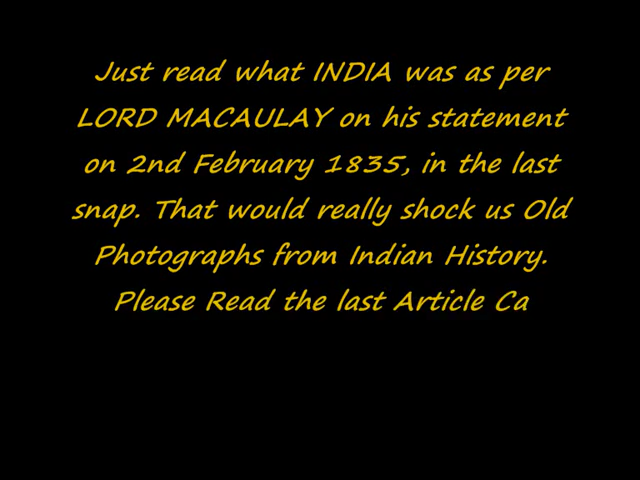 Just read what INDIA was as per
LORD MACAULAY on his statement
on 2nd February 1835, in the last
snap. That would really shock us Old
Photographs from Indian History.
Please Read the last Article Ca